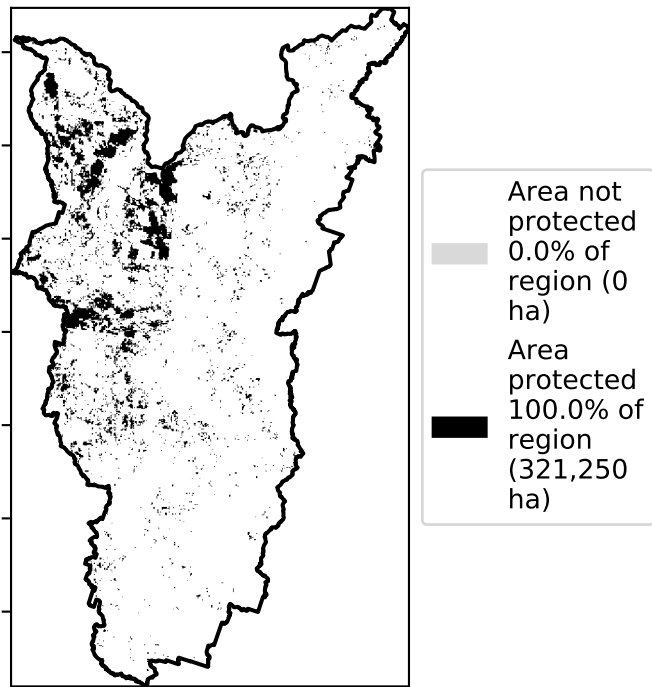 Area not
protected
0.0% of
region (0
ha)
Area
protected
100.0% of
region
(321,250
ha)